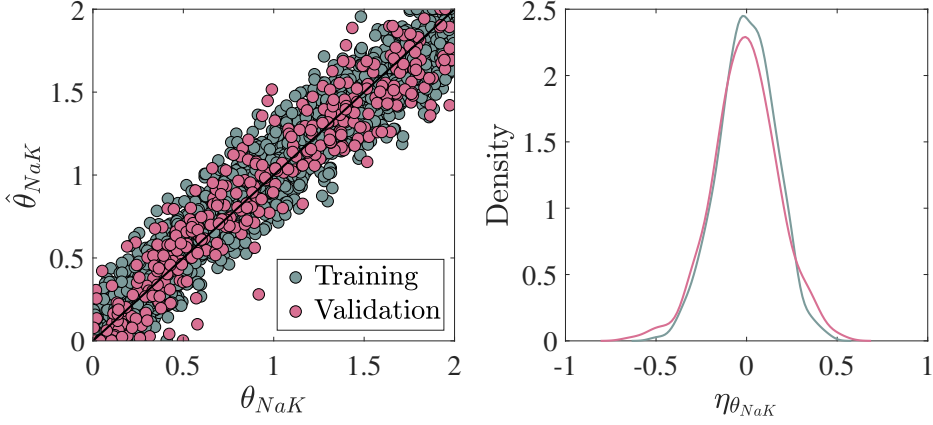 2
1.5
1
0.5
0
0 0.5 1 1.5 2
θ̂_NaK
θ_NaK
Training
Validation
2.5
2
1.5
1
0.5
0
-1 -0.5 0 0.5 1
Density
η_θ_NaK